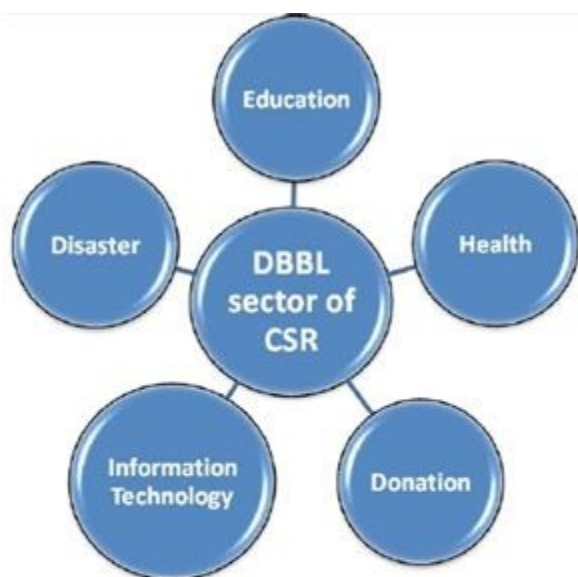 Education
Disaster
Health
DBBL
sector of
CSR
Information
Technology
Donation